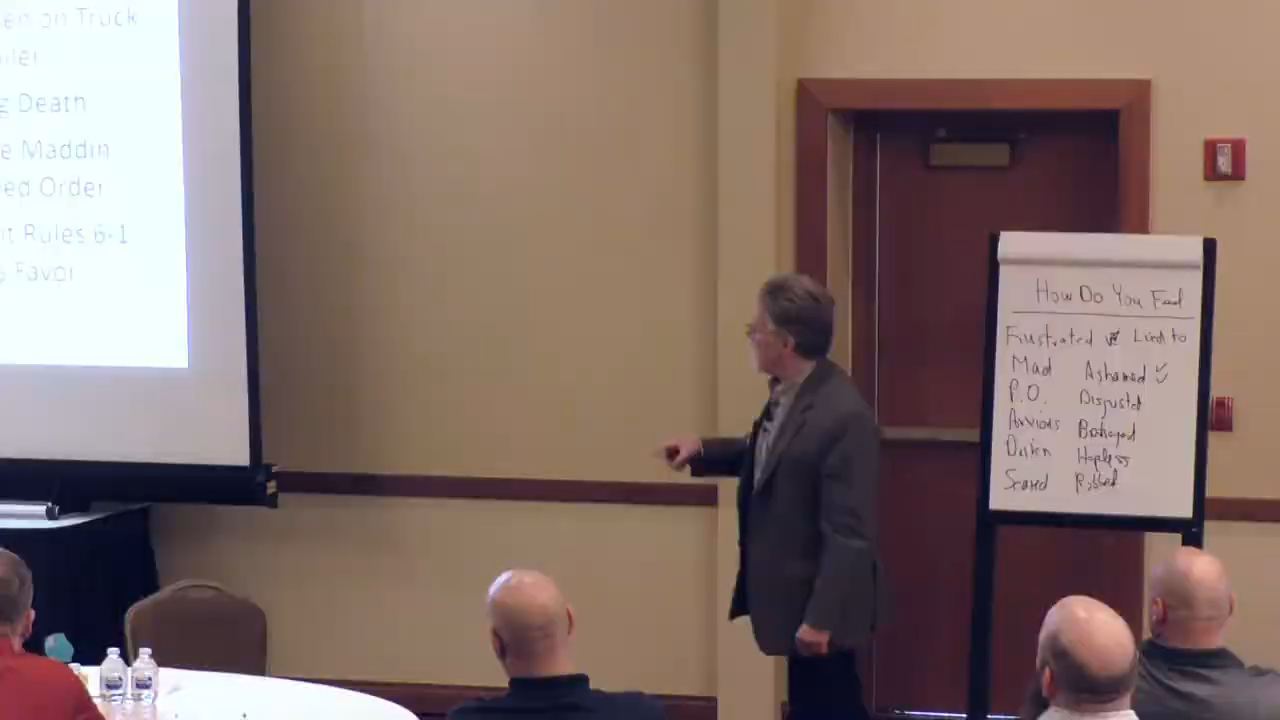 en on Truck
iler
g Death
e Maddin
ed Order
t Rules 6-1
s Favor
How Do You Feel
Frustrated Lied to
Mad Ashamed
P.O. Disgusted
Anxious Betrayed
Hopless
Scared Robbed